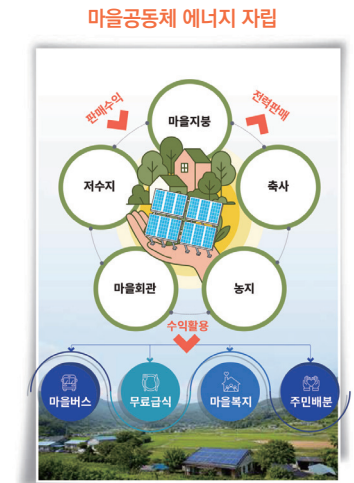 마을공동체 에너지 자립
판매수익
전력판매
마을지붕
저수지
축사
마을회관
농지
수익활용
마을버스
무료급식
마을복지
주민배분